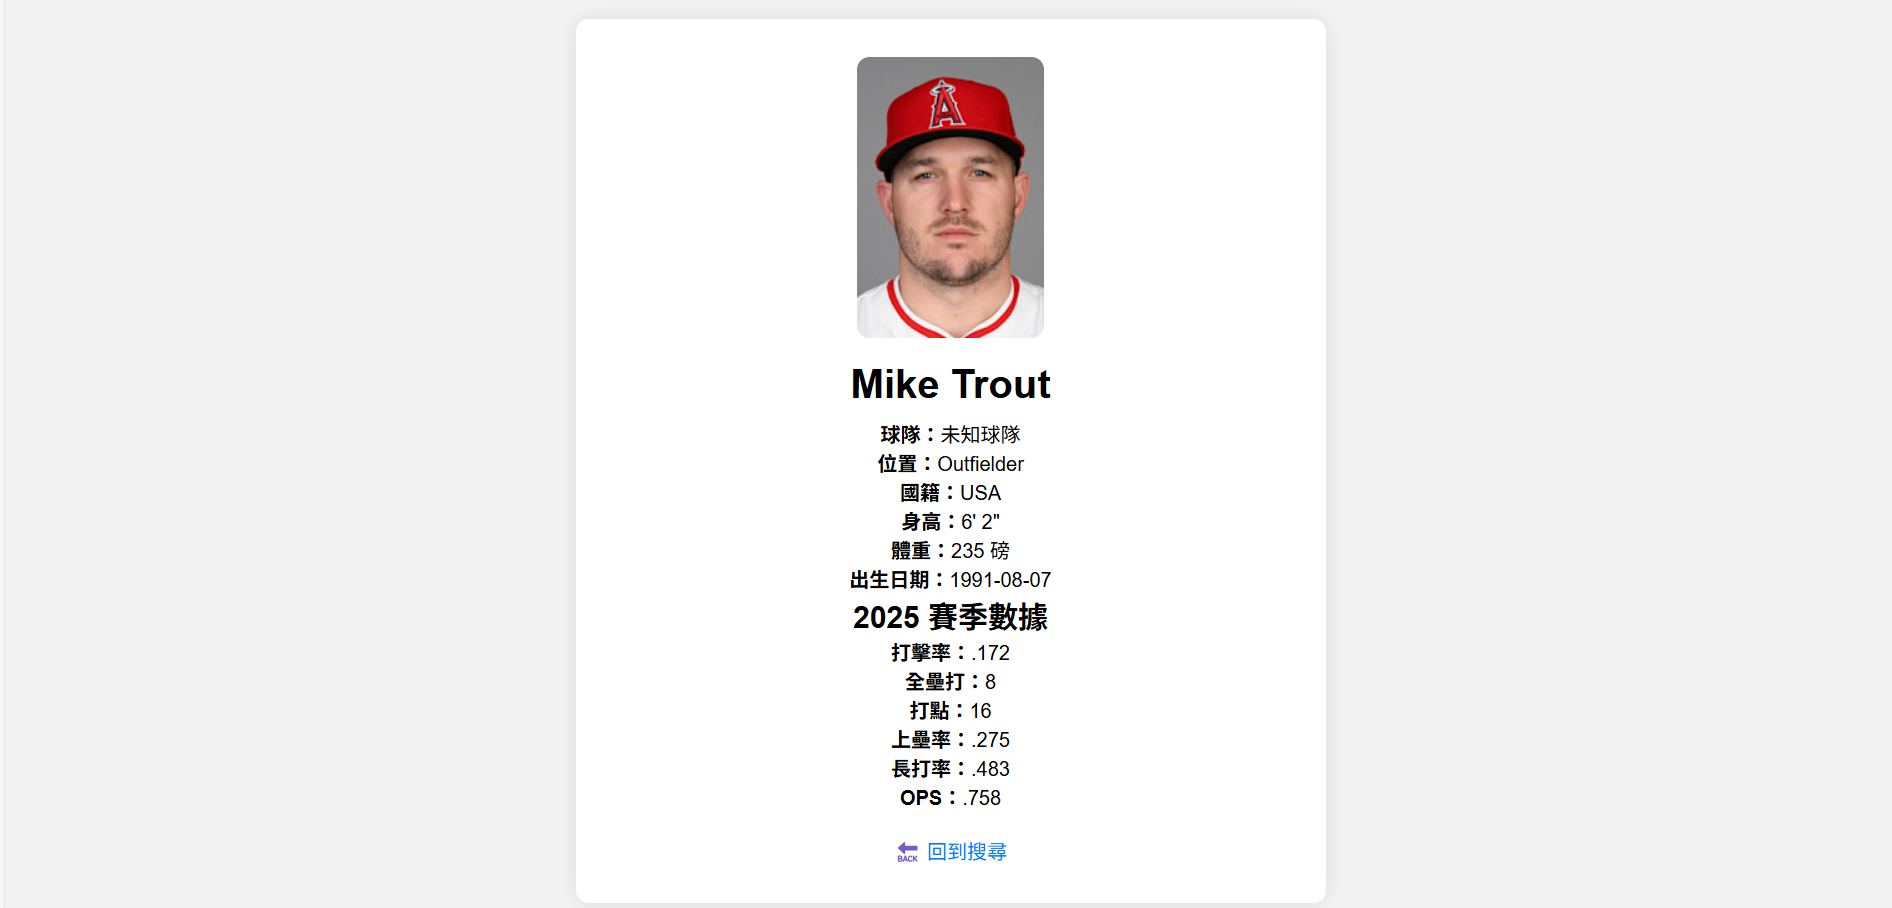 A
Mike Trout
球隊：未知球隊
位置：Outfielder
國籍：USA
身高：6' 2"
體重：235 磅
出生日期：1991-08-07
2025 賽季數據
打擊率：.172
全壘打：8
打點：16
上壘率：.275
長打率：.483
OPS：.758
BACK 回到搜尋